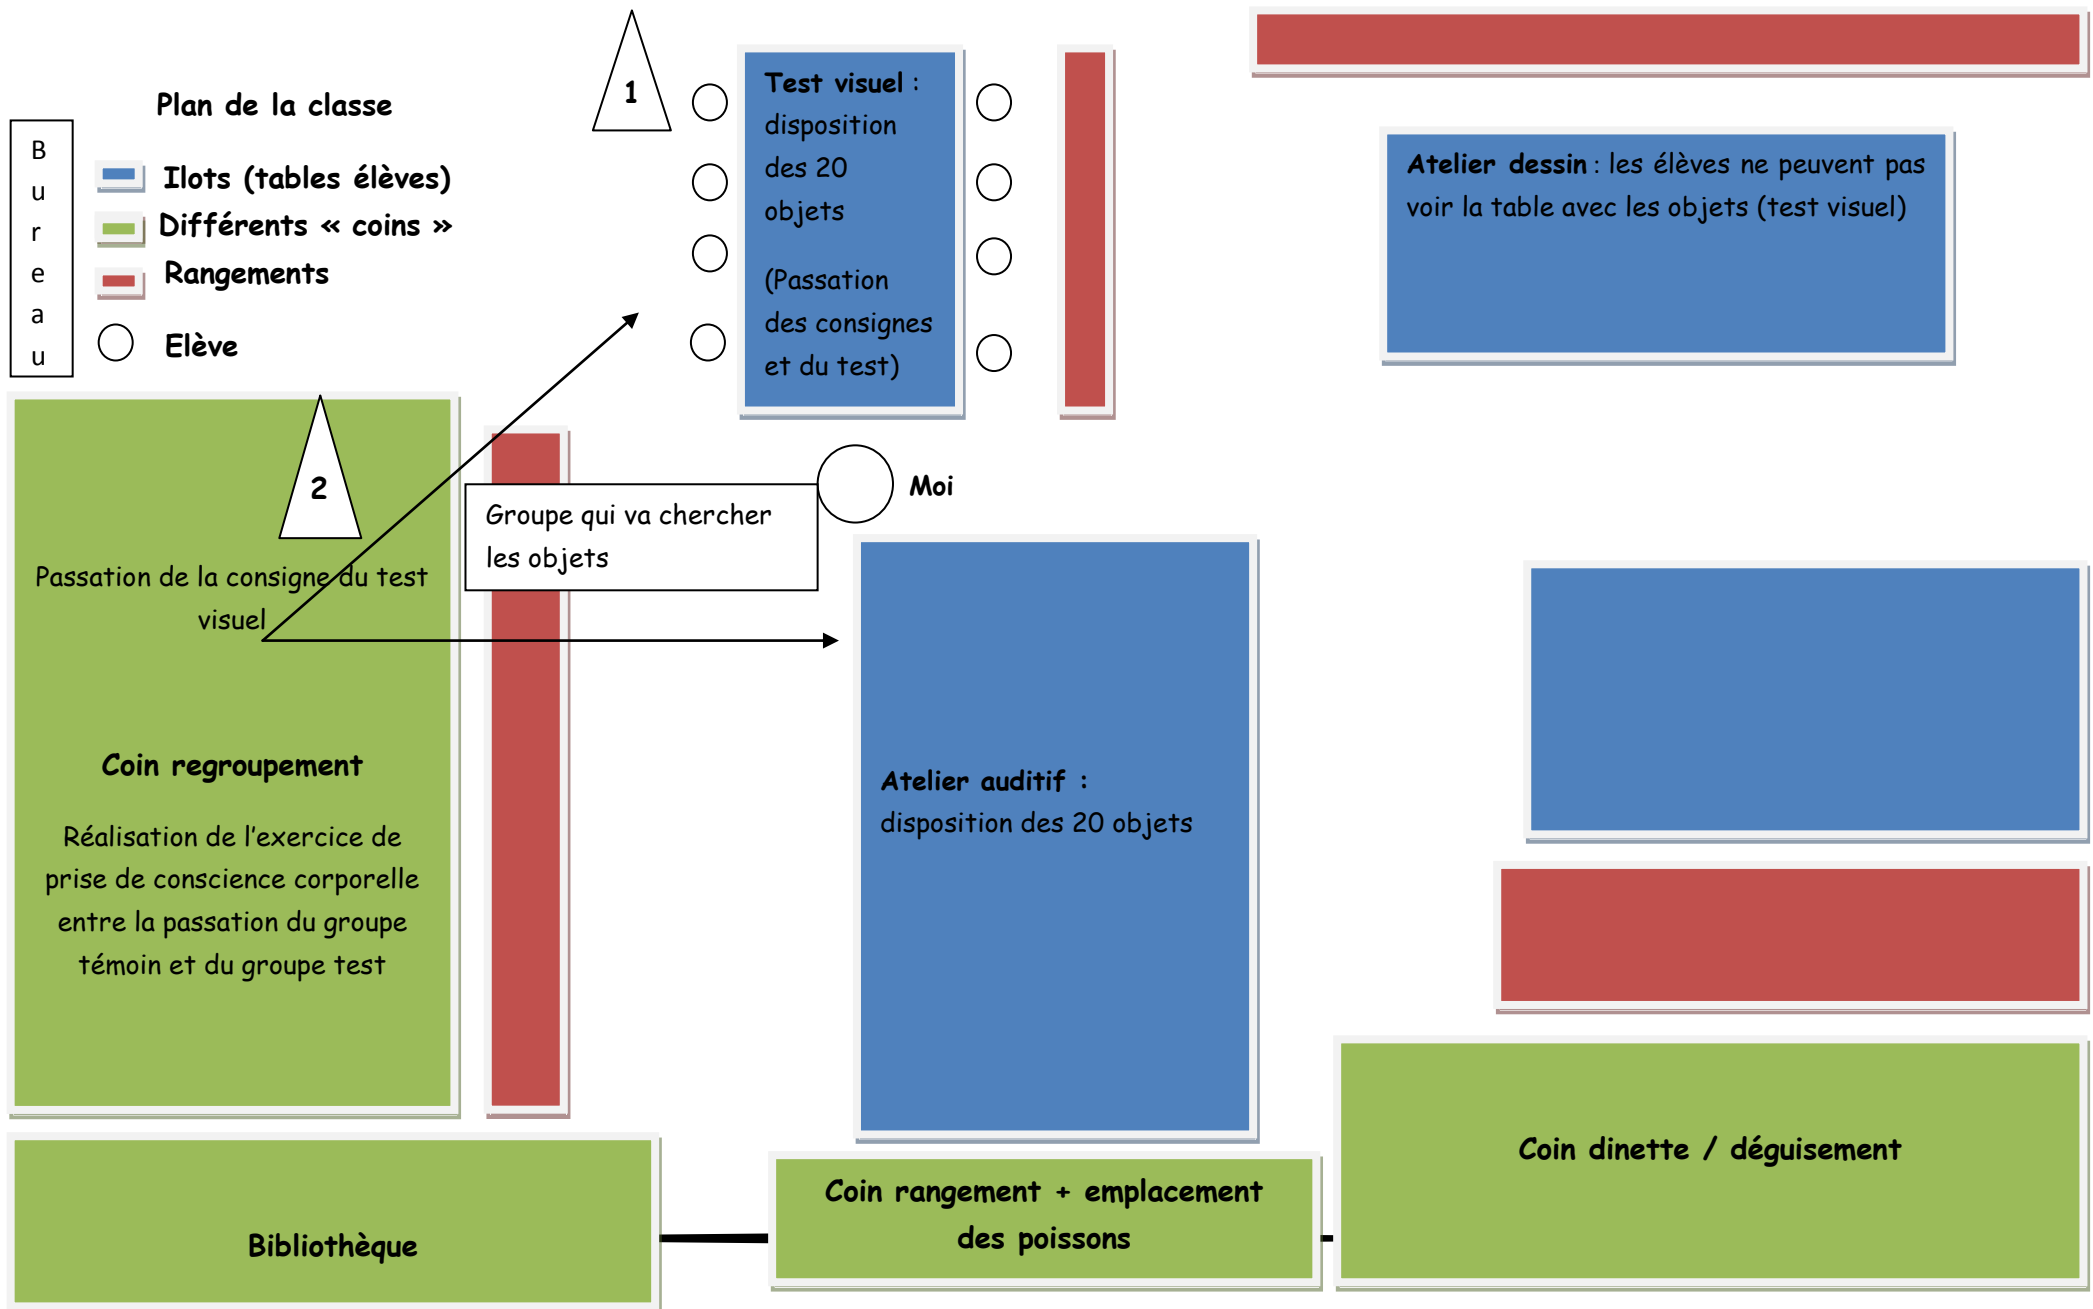 Plan de la classe
B
u
r
e
a
u
Ilots (tables élèves)
Différents « coins »
Rangements
Elève
1
Test visuel :
disposition
des 20
objets
(Passation
des consignes
et du test)
Atelier dessin : les élèves ne peuvent pas
voir la table avec les objets (test visuel)
2
Passation de la consigne du test
visuel
Coin regroupement
Réalisation de l’exercice de
prise de conscience corporelle
entre la passation du groupe
témoin et du groupe test
Groupe qui va chercher
les objets
Moi
Atelier auditif :
disposition des 20 objets
Bibliothèque
Coin rangement + emplacement
des poissons
Coin dinette / déguisement